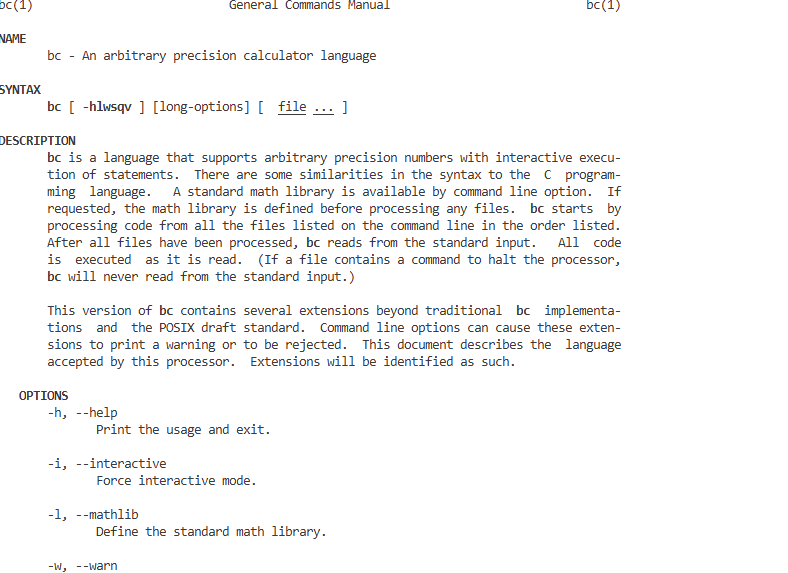 bc(1)                            General Commands Manual                            bc(1)

NAME
       bc - An arbitrary precision calculator language

SYNTAX
       bc [ -hlwsqv ] [long-options] [  file ... ]

DESCRIPTION
       bc is a language that supports arbitrary precision numbers with interactive execu-
       tion of statements.  There are some similarities in the syntax to the  C  program-
       ming  language.   A standard math library is available by command line option.  If
       requested, the math library is defined before processing any files.  bc starts  by
       processing code from all the files listed on the command line in the order listed.
       After all files have been processed, bc reads from the standard input.   All  code
       is  executed  as it is read.  (If a file contains a command to halt the processor,
       bc will never read from the standard input.)

       This version of bc contains several extensions beyond traditional  bc  implementa-
       tions  and  the POSIX draft standard.  Command line options can cause these exten-
       sions to print a warning or to be rejected.  This document describes the  language
       accepted by this processor.  Extensions will be identified as such.

   OPTIONS
       -h, --help
              Print the usage and exit.

       -i, --interactive
              Force interactive mode.

       -l, --mathlib
              Define the standard math library.

       -w, --warn